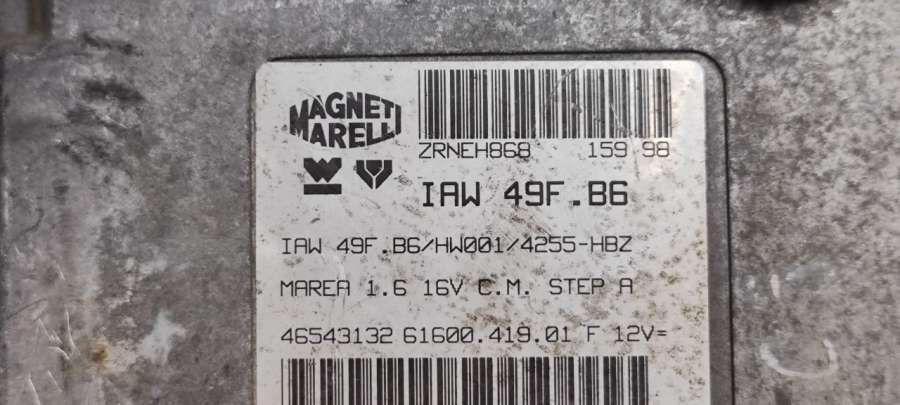 MAGNETI
MARELLI
ZRNEH868 159 98
IAW 49F.B6
IAW 49F.B6/HW001/4255-HBZ
MAREA 1.6 16V C.M. STEP A
46543132 61600.419.01 F 12V=